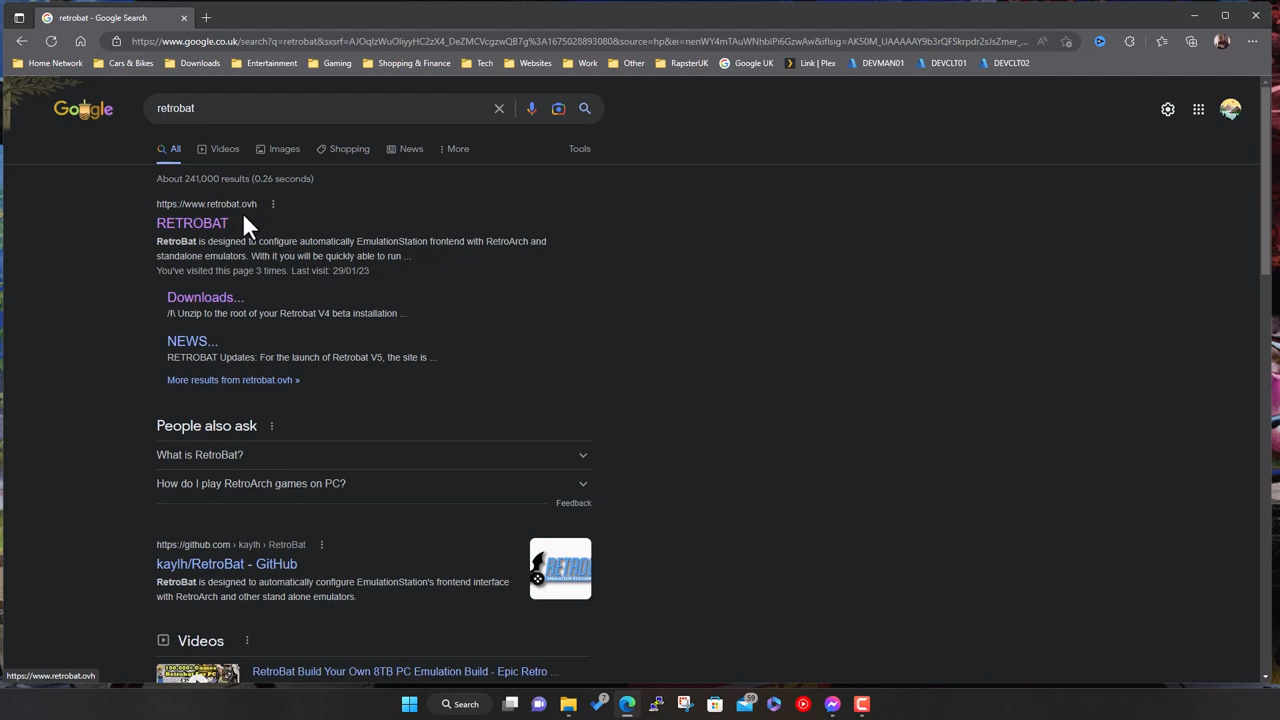 retrobat - Google Search
https://www.google.co.uk/search?q=retrobat&sxsrf=AJOqlzWuOliyyHC2zX4_DeZMCVcgzwQB7g%3A1675028893080&source=hp&ei=nenWY4mTAuWNhbIPi6GzwAw&iflsig=AK50M_UAAAAAY9b3rQFSkrpdr2sJsZmer_...
Home Network
Cars & Bikes
Downloads
Entertainment
Gaming
Shopping & Finance
Tech
Websites
Work
Other
RapsterUK
Google UK
Link | Plex
DEVMAN01
DEVCLT01
DEVCLT02
Google
retrobat
All
Videos
Images
Shopping
News
More
Tools
About 241,000 results (0.26 seconds)
https://www.retrobat.ovh
RETROBAT
RetroBat is designed to configure automatically EmulationStation frontend with RetroArch and
standalone emulators. With it you will be quickly able to run ...
You've visited this page 3 times. Last visit: 29/01/23
Downloads...
/!\ Unzip to the root of your Retrobat V4 beta installation ...
NEWS...
RETROBAT Updates: For the launch of Retrobat V5, the site is ...
More results from retrobat.ovh »
People also ask
What is RetroBat?
How do I play RetroArch games on PC?
Feedback
https://github.com › kaylh › RetroBat
kaylh/RetroBat - GitHub
RetroBat is designed to automatically configure EmulationStation's frontend interface
with RetroArch and other stand alone emulators.
Videos
RetroBat Build Your Own 8TB PC Emulation Build - Epic Retro ...
https://www.retrobat.ovh
Search
7
59